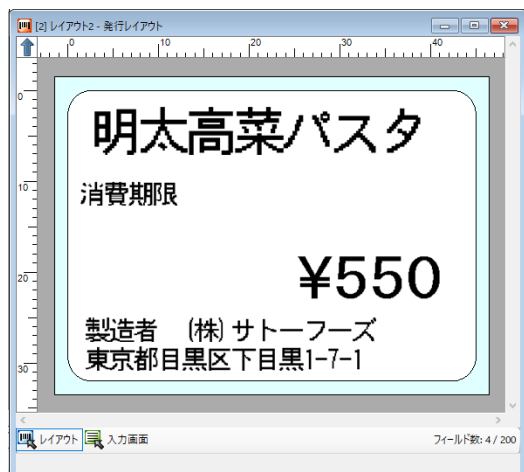 [2] レイアウト2 - 発行レイアウト
0 10 20 30 40
0
10
20
30
明太高菜パスタ
消費期限
¥550
製造者 (株) サトーフーズ
東京都目黒区下目黒1-7-1
レイアウト 入力画面 フィールド数: 4 / 200